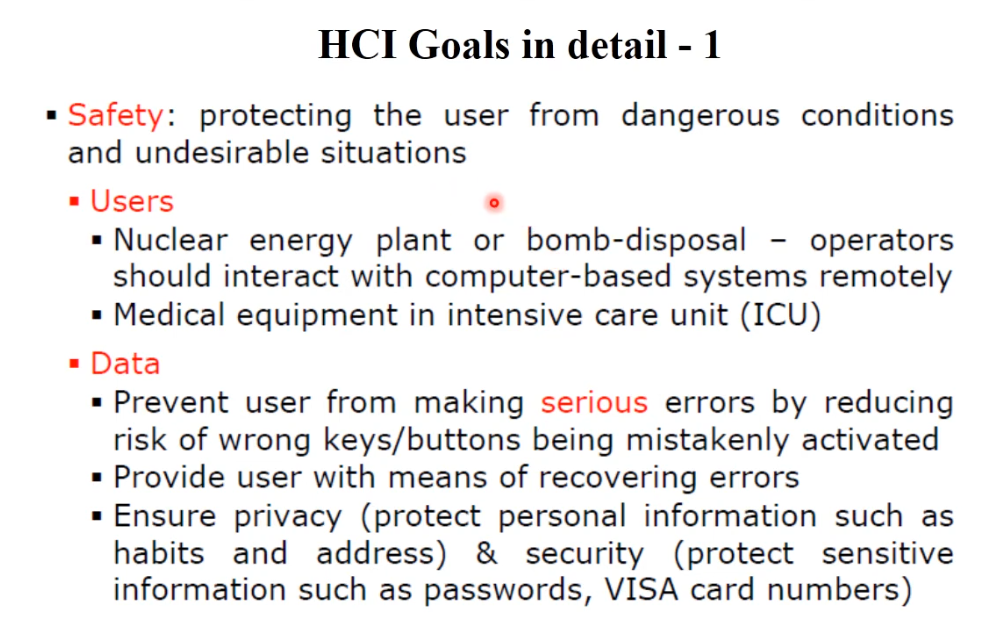 HCI Goals in detail - 1
▪ Safety: protecting the user from dangerous conditions
and undesirable situations
▪ Users
▪ Nuclear energy plant or bomb-disposal – operators
should interact with computer-based systems remotely
▪ Medical equipment in intensive care unit (ICU)
▪ Data
▪ Prevent user from making serious errors by reducing
risk of wrong keys/buttons being mistakenly activated
▪ Provide user with means of recovering errors
▪ Ensure privacy (protect personal information such as
habits and address) & security (protect sensitive
information such as passwords, VISA card numbers)